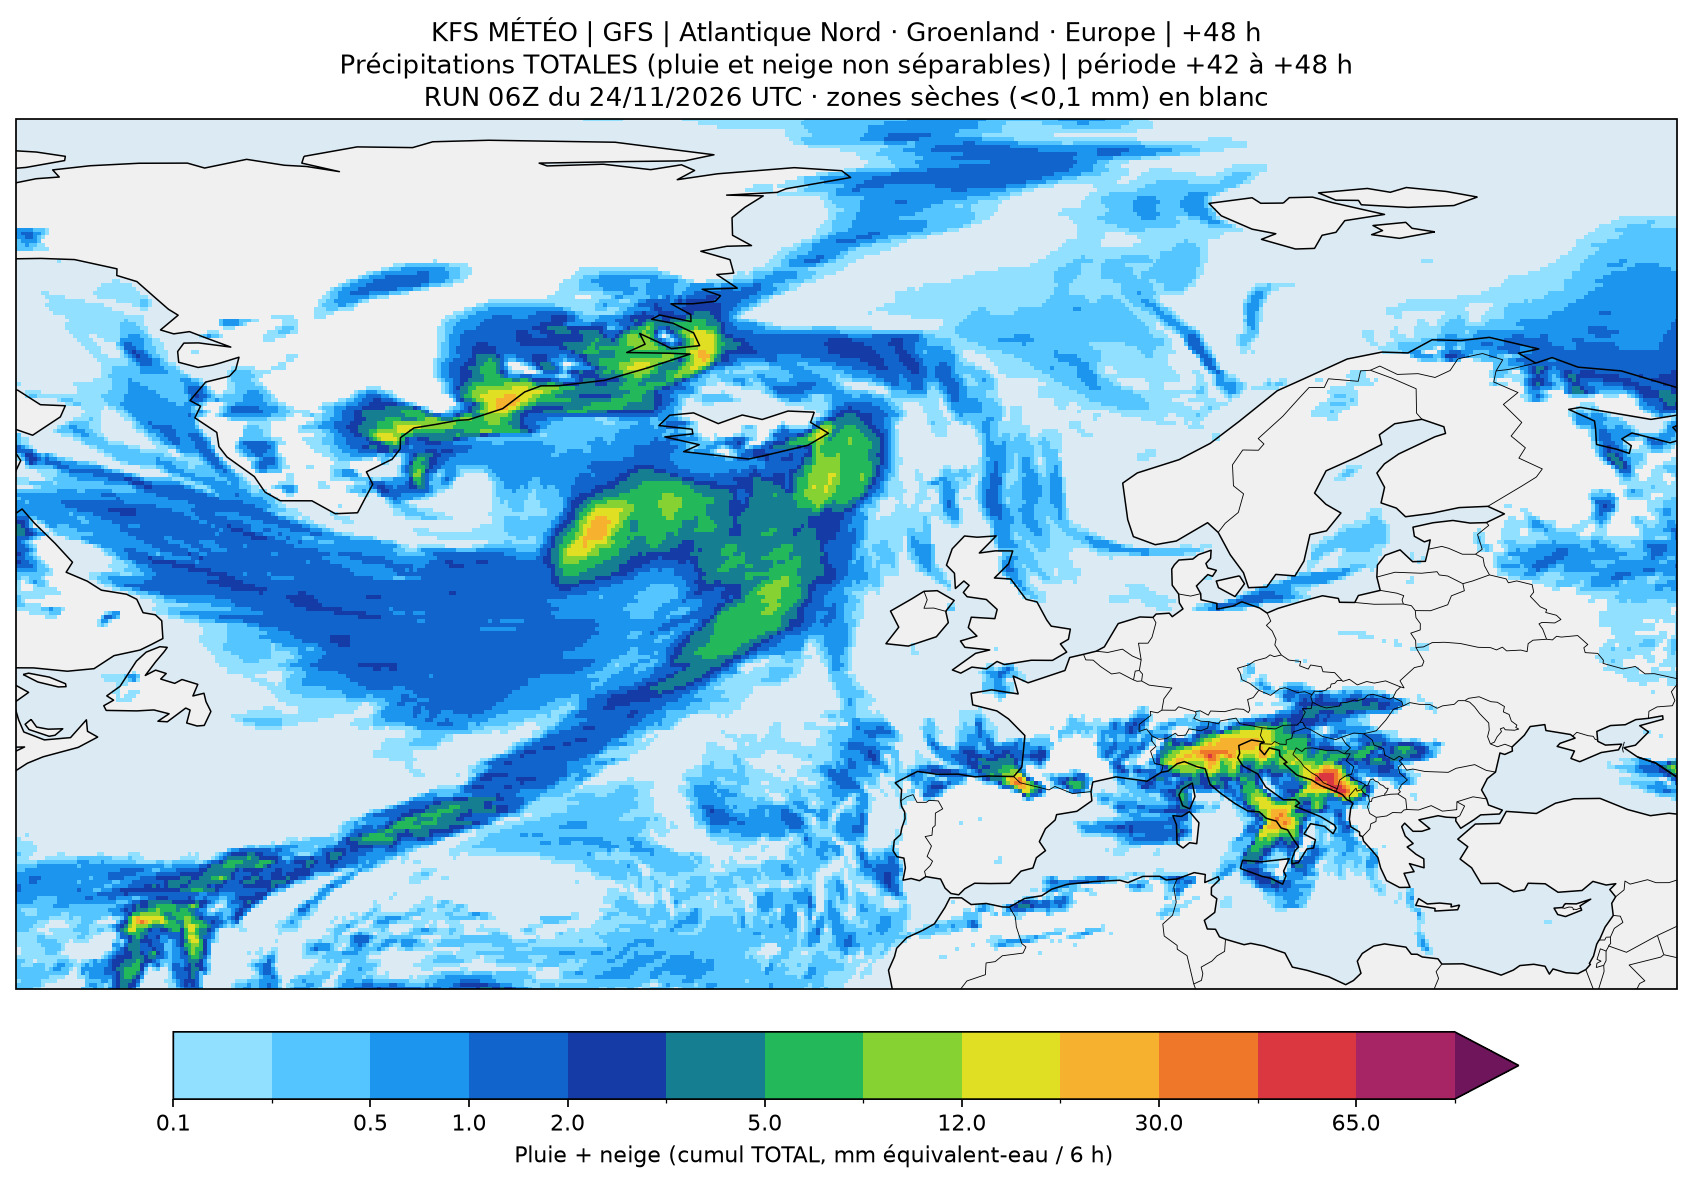 KFS MÉTÉO | GFS | Atlantique Nord · Groenland · Europe | +48 h
Précipitations TOTALES (pluie et neige non séparables) | période +42 à +48 h
RUN 06Z du 24/11/2026 UTC · zones sèches (<0,1 mm) en blanc
0.1 0.5 1.0 2.0 5.0 12.0 30.0 65.0
Pluie + neige (cumul TOTAL, mm équivalent-eau / 6 h)